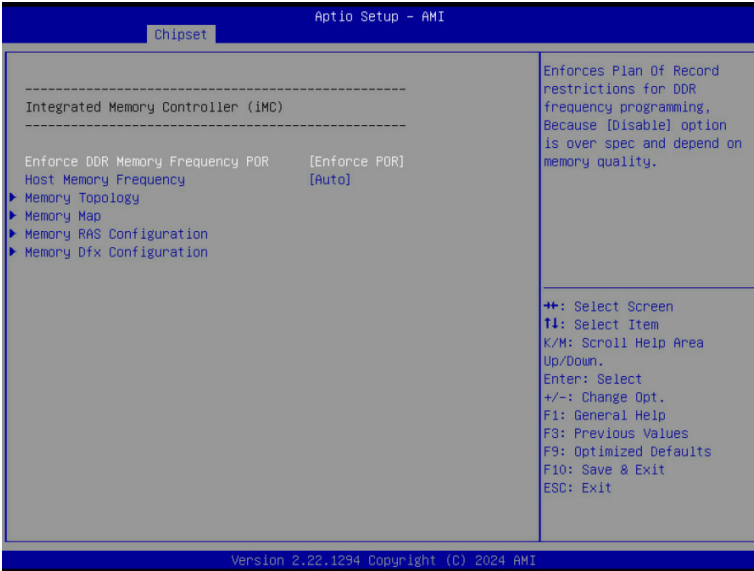 Aptio Setup - AMI
Chipset
------------------------------------------------
Integrated Memory Controller (iMC)
------------------------------------------------
Enforce DDR Memory Frequency POR [Enforce POR]
Host Memory Frequency [Auto]
Memory Topology
Memory Map
Memory RAS Configuration
Memory Dfx Configuration
Enforces Plan Of Record
restrictions for DDR
frequency programming,
Because [Disable] option
is over spec and depend on
memory quality.
→←: Select Screen
↑↓: Select Item
K/M: Scroll Help Area
Up/Down.
Enter: Select
+/-: Change Opt.
F1: General Help
F3: Previous Values
F9: Optimized Defaults
F10: Save & Exit
ESC: Exit
Version 2.22.1294 Copyright (C) 2024 AMI